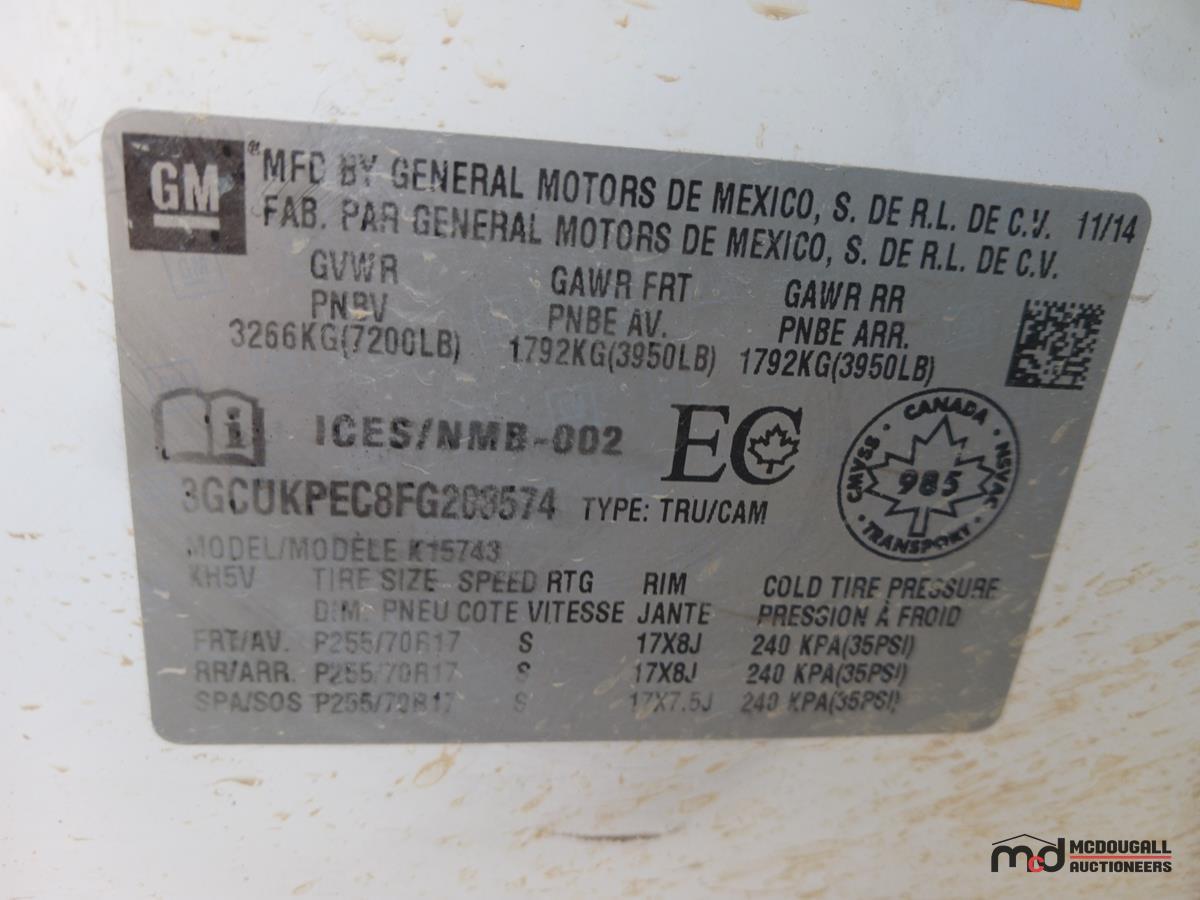 GM
® MFD BY GENERAL MOTORS DE MEXICO, S. DE R.L. DE C.V. 11/14
FAB. PAR GENERAL MOTORS DE MEXICO, S. DE R.L. DE C.V.
GVWR GAWR FRT GAWR RR
PNBV PNBE AV. PNBE ARR.
3266KG(7200LB) 1792KG(3950LB) 1792KG(3950LB)
i ICES/NMB-002 EC
CANADA
CMVSS 985 NSVAC
TRANSPORT
3GCUKPEC8FG208574 TYPE: TRU/CAM
MODEL/MODÈLE K15743
KH5V TIRE SIZE SPEED RTG RIM COLD TIRE PRESSURE
DIM. PNEU COTE VITESSE JANTE PRESSION À FROID
FRT/AV. P255/70R17 S 17X8J 240 KPA(35PSI)
RR/ARR. P255/70R17 S 17X8J 240 KPA(35PSI)
SPA/SOS P255/70R17 S 17X7.5J 240 KPA(35PSI)
mcd MCDOUGALL
AUCTIONEERS